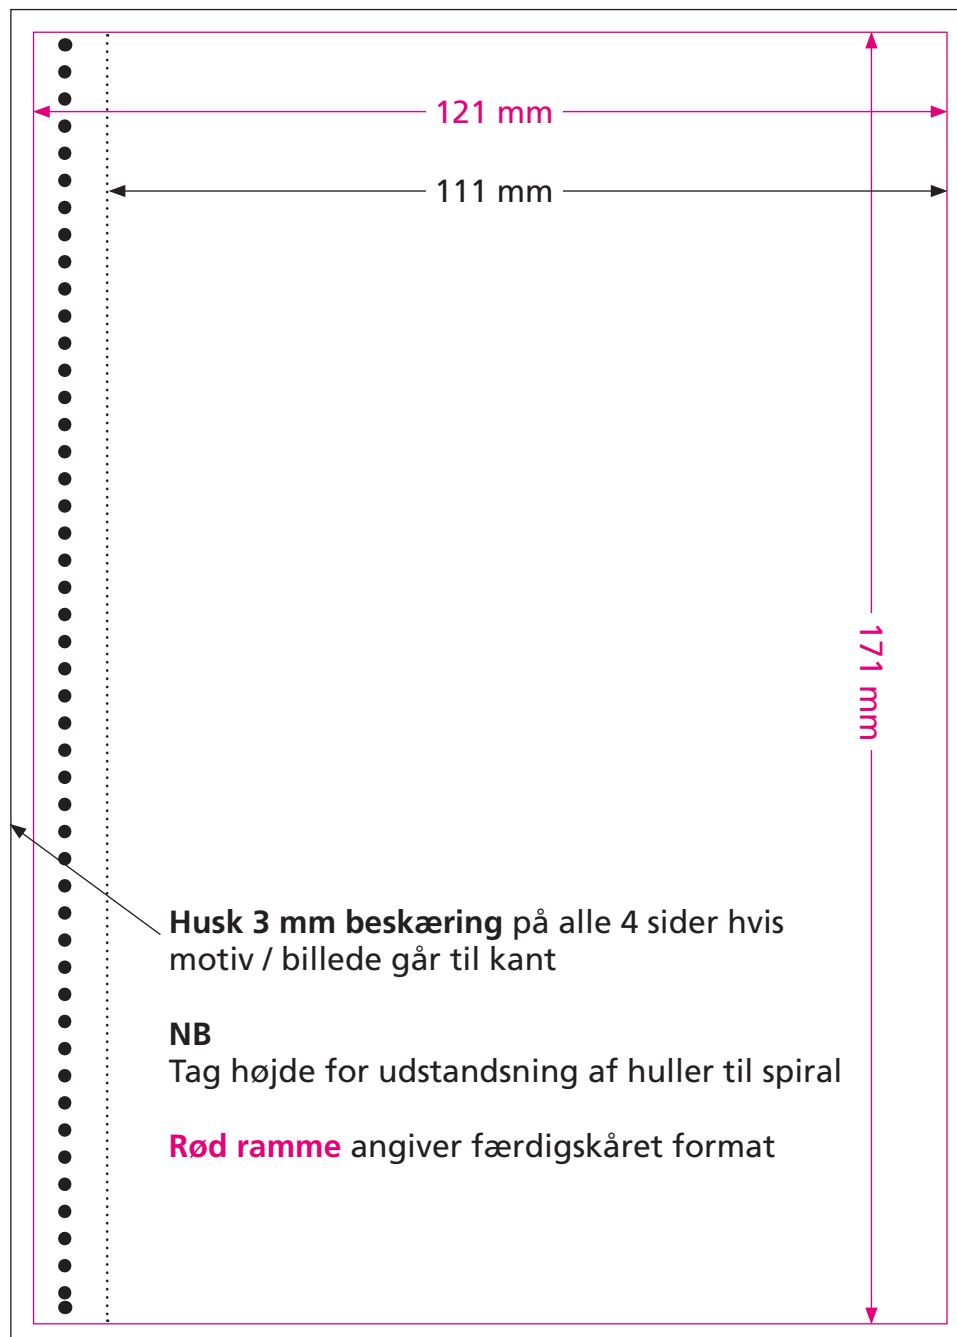 121 mm
111 mm
171 mm
Husk 3 mm beskæring på alle 4 sider hvis
motiv / billede går til kant
NB
Tag højde for udstandsning af huller til spiral
Rød ramme angiver færdigskåret format